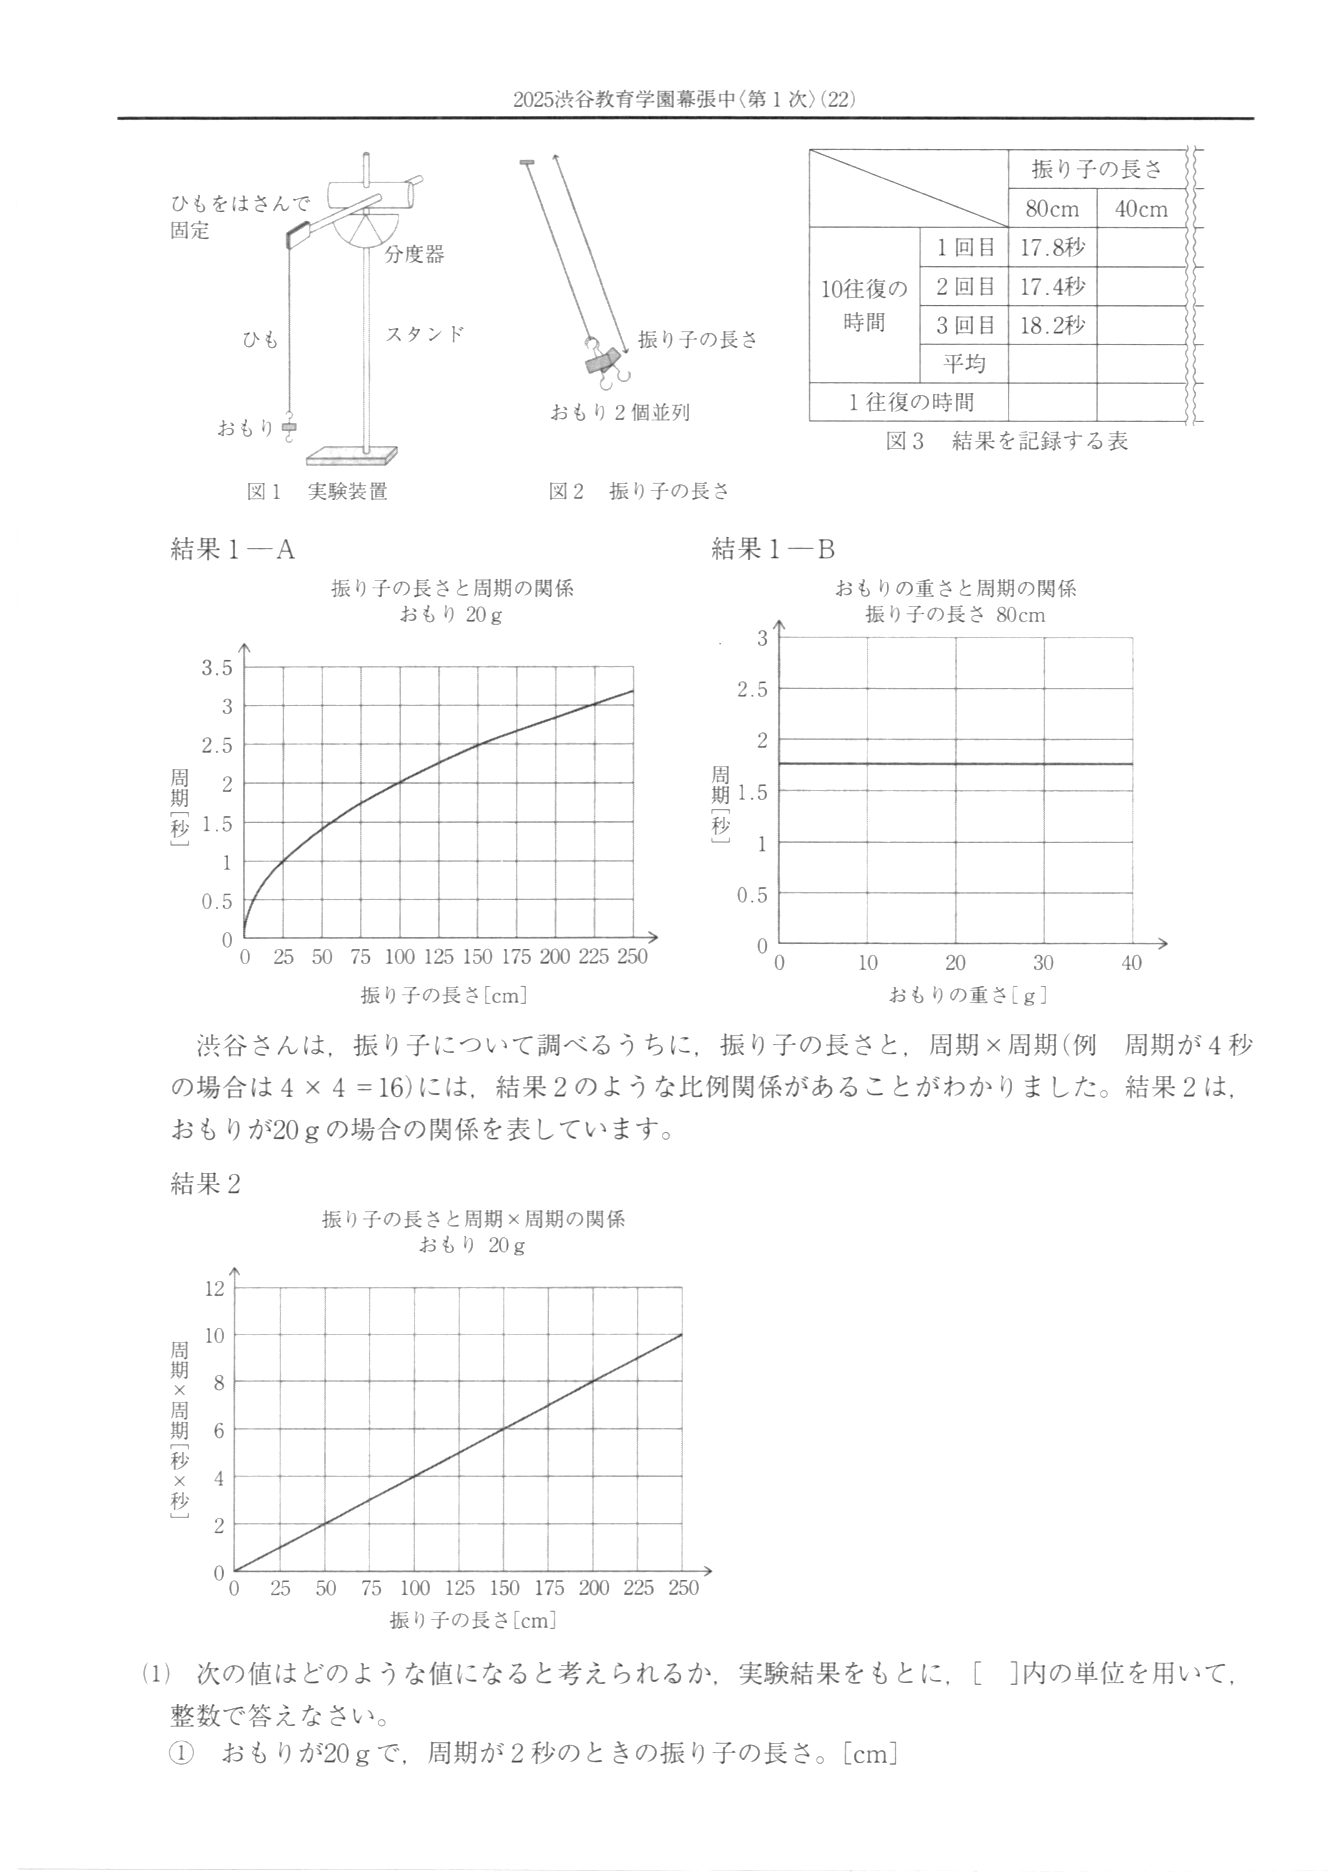 2025渋谷教育学園幕張中〈第1次〉(22)
ひもをはさんで
固定
分度器
ひも
スタンド
おもり
図1 実験装置
振り子の長さ
おもり2個並列
図2 振り子の長さ
振り子の長さ
80cm 40cm
10往復の
時間
1回目 17.8秒
2回目 17.4秒
3回目 18.2秒
平均
1往復の時間
図3 結果を記録する表
結果1―A
振り子の長さと周期の関係
おもり 20g
3.5
3
2.5
2
1.5
1
0.5
0
周期[秒]
0 25 50 75 100 125 150 175 200 225 250
振り子の長さ[cm]
結果1―B
おもりの重さと周期の関係
振り子の長さ 80cm
3
2.5
2
1.5
1
0.5
0
周期[秒]
0 10 20 30 40
おもりの重さ[g]
渋谷さんは，振り子について調べるうちに，振り子の長さと，周期×周期(例 周期が4秒
の場合は4×4＝16)には，結果2のような比例関係があることがわかりました。結果2は，
おもりが20gの場合の関係を表しています。
結果2
振り子の長さと周期×周期の関係
おもり 20g
12
10
8
6
4
2
0
周期×周期[秒×秒]
0 25 50 75 100 125 150 175 200 225 250
振り子の長さ[cm]
(1) 次の値はどのような値になると考えられるか，実験結果をもとに，[ ]内の単位を用いて，
整数で答えなさい。
① おもりが20gで，周期が2秒のときの振り子の長さ。[cm]